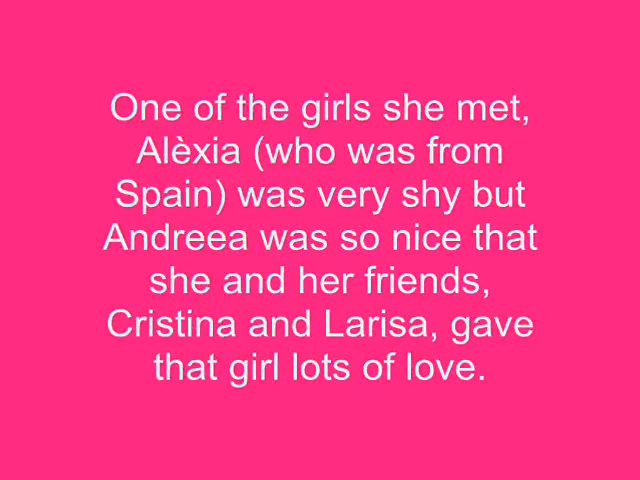 One of the girls she met,
Alèxia (who was from
Spain) was very shy but
Andreea was so nice that
she and her friends,
Cristina and Larisa, gave
that girl lots of love.